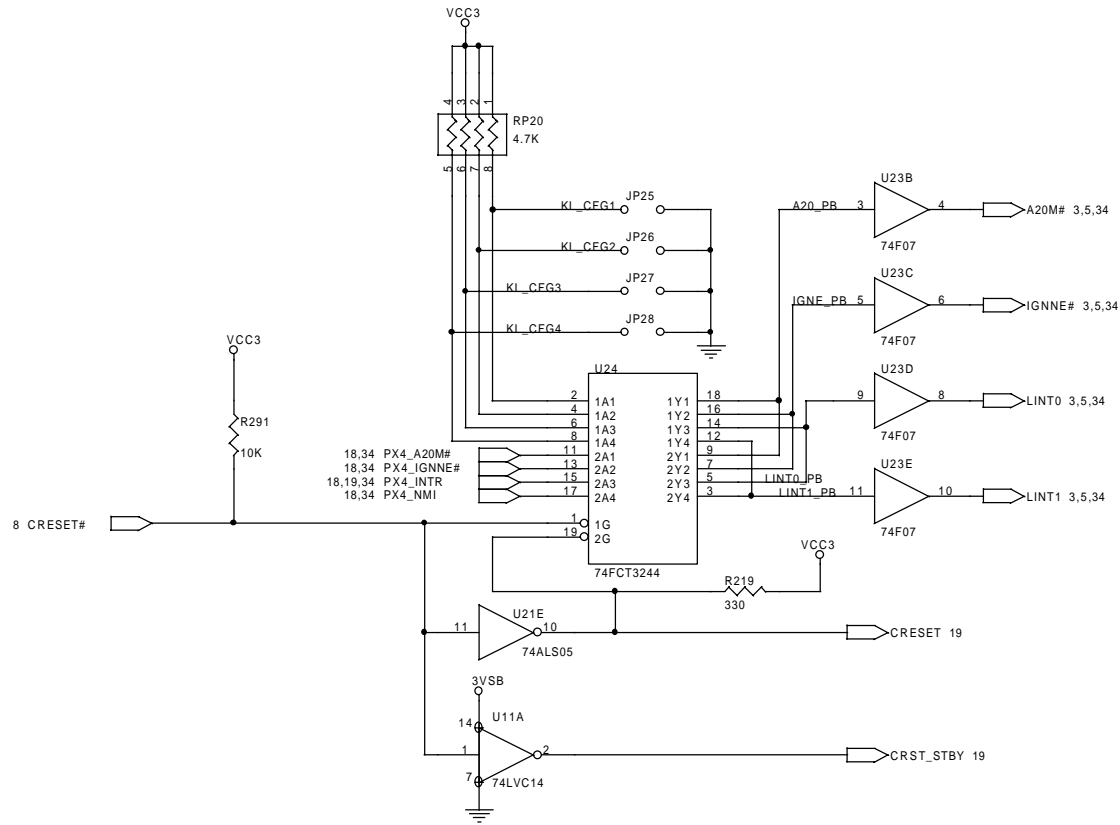 VCC3
4 3 2 1
RP20
4.7K
5 6 7 8
KI_CFG1 JP25
KI_CFG2 JP26
KI_CFG3 JP27
KI_CFG4 JP28
U23B
A20_PB 3 4 A20M# 3,5,34
74F07
U23C
IGNE_PB 5 6 IGNNE# 3,5,34
74F07
U23D
9 8 LINT0 3,5,34
74F07
U23E
LINT1_PB 11 10 LINT1 3,5,34
74F07
LINT0_PB
U24
2 1A1 1Y1 18
4 1A2 1Y2 16
6 1A3 1Y3 14
8 1A4 1Y4 12
18,34 PX4_A20M# 11 2A1 2Y1 9
18,34 PX4_IGNNE# 13 2A2 2Y2 7
18,19,34 PX4_INTR 15 2A3 2Y3 5
18,34 PX4_NMI 17 2A4 2Y4 3
1 1G
19 2G
74FCT3244
VCC3
R291
10K
8 CRESET#
VCC3
R219
330
U21E
11 10 CRESET 19
74ALS05
3VSB
U11A
14
1 2 CRST_STBY 19
7
74LVC14